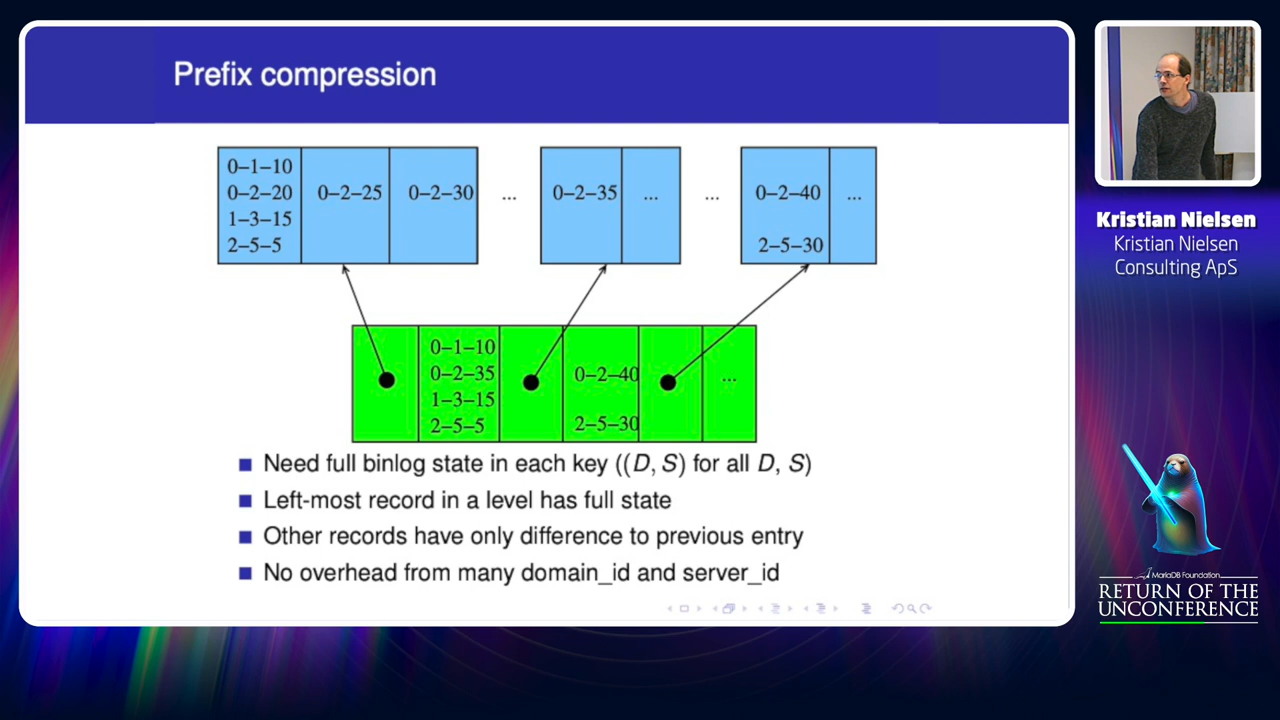 Prefix compression
0–1–10
0–2–20
1–3–15
2–5–5
0–2–25
0–2–30
...
0–2–35
...
...
0–2–40
2–5–30
...
0–1–10
0–2–35
1–3–15
2–5–5
0–2–40
2–5–30
...
Need full binlog state in each key ((D, S) for all D, S)
Left-most record in a level has full state
Other records have only difference to previous entry
No overhead from many domain_id and server_id
Kristian Nielsen
Kristian Nielsen
Consulting ApS
MariaDB Foundation
RETURN OF THE
UNCONFERENCE